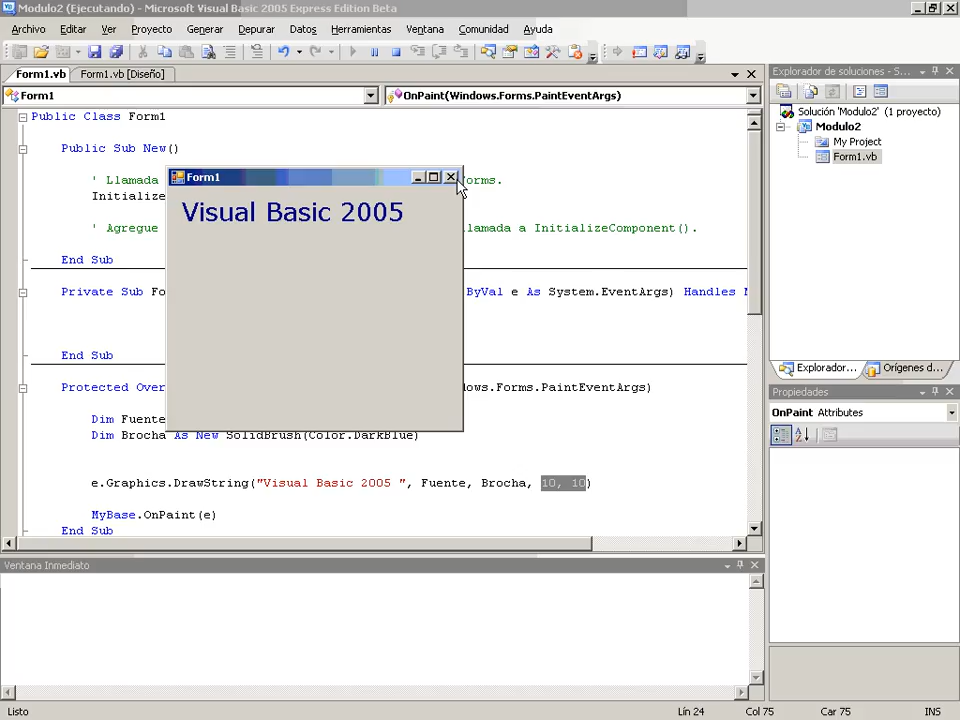 Modulo2 (Ejecutando) - Microsoft Visual Basic 2005 Express Edition Beta
Archivo Editar Ver Proyecto Generar Depurar Datos Herramientas Ventana Comunidad Ayuda
Form1.vb Form1.vb [Diseño]
Form1
OnPaint(Windows.Forms.PaintEventArgs)
Public Class Form1
Public Sub New()
' Llamada
orms.
Initialize
' Agregue
llamada a InitializeComponent().
End Sub
Private Sub Fo
ByVal e As System.EventArgs) Handles M
End Sub
Protected Over
dows.Forms.PaintEventArgs)
Dim Fuente
Dim Brocha As New SolidBrush(Color.DarkBlue)
e.Graphics.DrawString("Visual Basic 2005 ", Fuente, Brocha, 10, 10)
MyBase.OnPaint(e)
End Sub
Form1
Visual Basic 2005
Explorador de soluciones - S...
Solución 'Modulo2' (1 proyecto)
Modulo2
My Project
Form1.vb
Explorador... Orígenes d...
Propiedades
OnPaint Attributes
Ventana Inmediato
Listo
Lín 24 Col 75 Car 75 INS